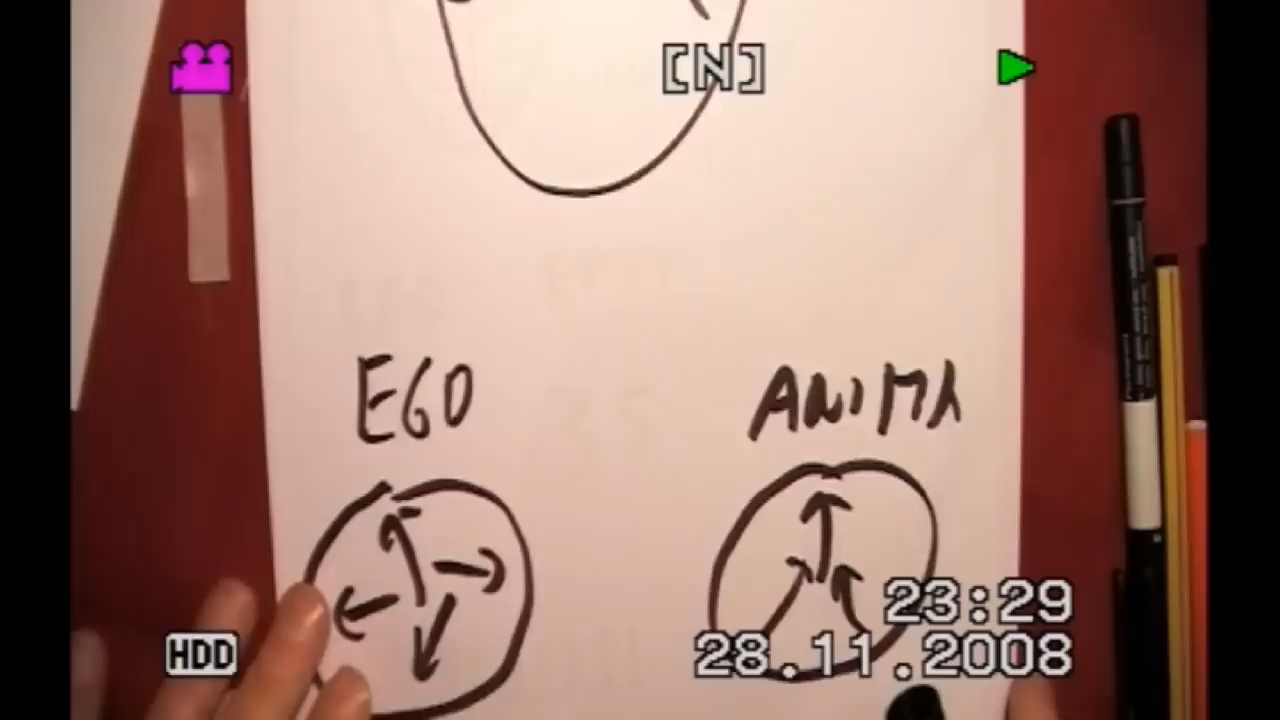 [N]
EGO
ANIMA
23:29
HDD
28.11.2008